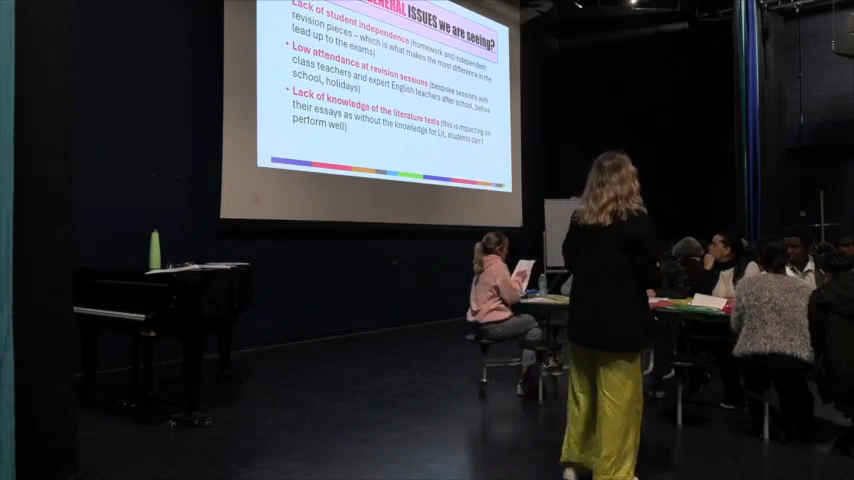 GENERAL ISSUES we are seeing?
Lack of student independence (homework and independent
revision pieces – which is what makes the most difference in the
lead up to the exams)
• Low attendance at revision sessions (bespoke sessions with
class teachers and expert English teachers after school, before
school, holidays)
• Lack of knowledge of the literature texts (this is impacting on
their essays as without the knowledge for Lit, students can't
perform well)